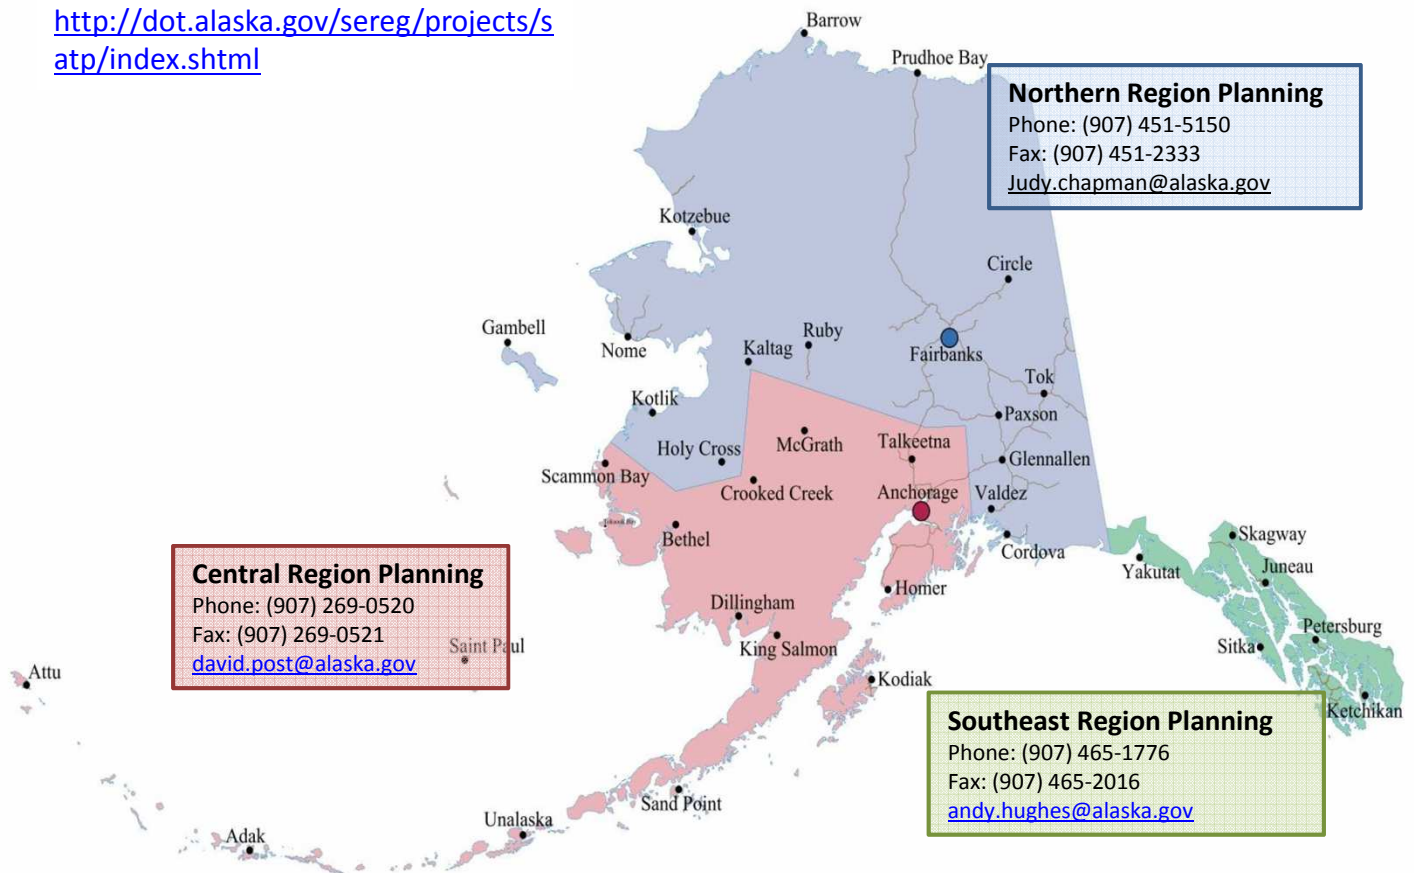 http://dot.alaska.gov/sereg/projects/s
atp/index.shtml
Barrow
Prudhoe Bay
Northern Region Planning
Phone: (907) 451-5150
Fax: (907) 451-2333
Judy.chapman@alaska.gov
Kotzebue
Circle
Gambell
Nome
Kaltag
Ruby
Fairbanks
Tok
Kotlik
Paxson
Holy Cross
McGrath
Talkeetna
Glennallen
Scammon Bay
Crooked Creek
Anchorage
Valdez
Bethel
Cordova
Skagway
Yakutat
Juneau
Central Region Planning
Phone: (907) 269-0520
Fax: (907) 269-0521
david.post@alaska.gov
Saint Paul
Homer
Dillingham
King Salmon
Petersburg
Sitka
Attu
Kodiak
Ketchikan
Southeast Region Planning
Phone: (907) 465-1776
Fax: (907) 465-2016
andy.hughes@alaska.gov
Sand Point
Unalaska
Adak